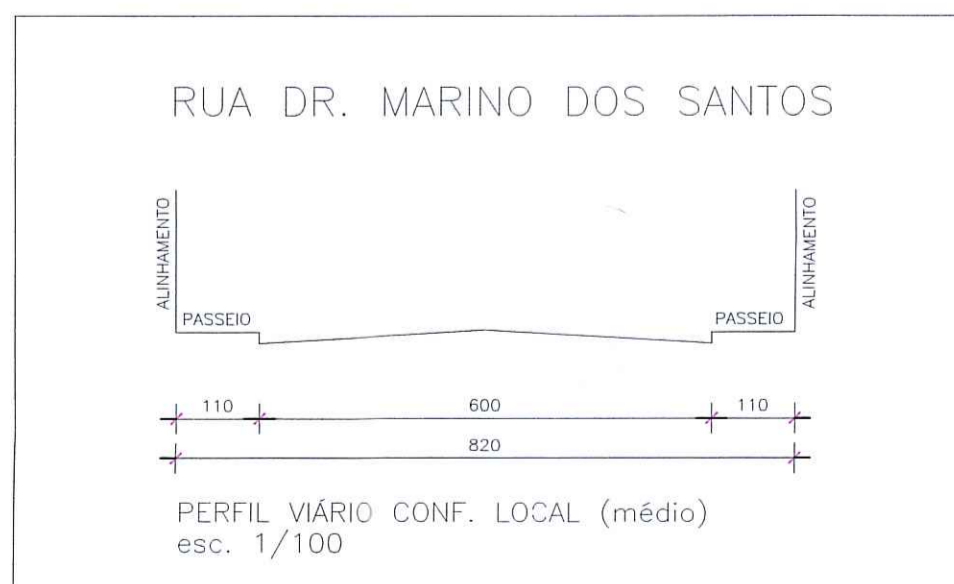 RUA DR. MARINO DOS SANTOS
ALINHAMENTO
ALINHAMENTO
PASSEIO
PASSEIO
110
600
110
820
PERFIL VIÁRIO CONF. LOCAL (médio)
esc. 1/100